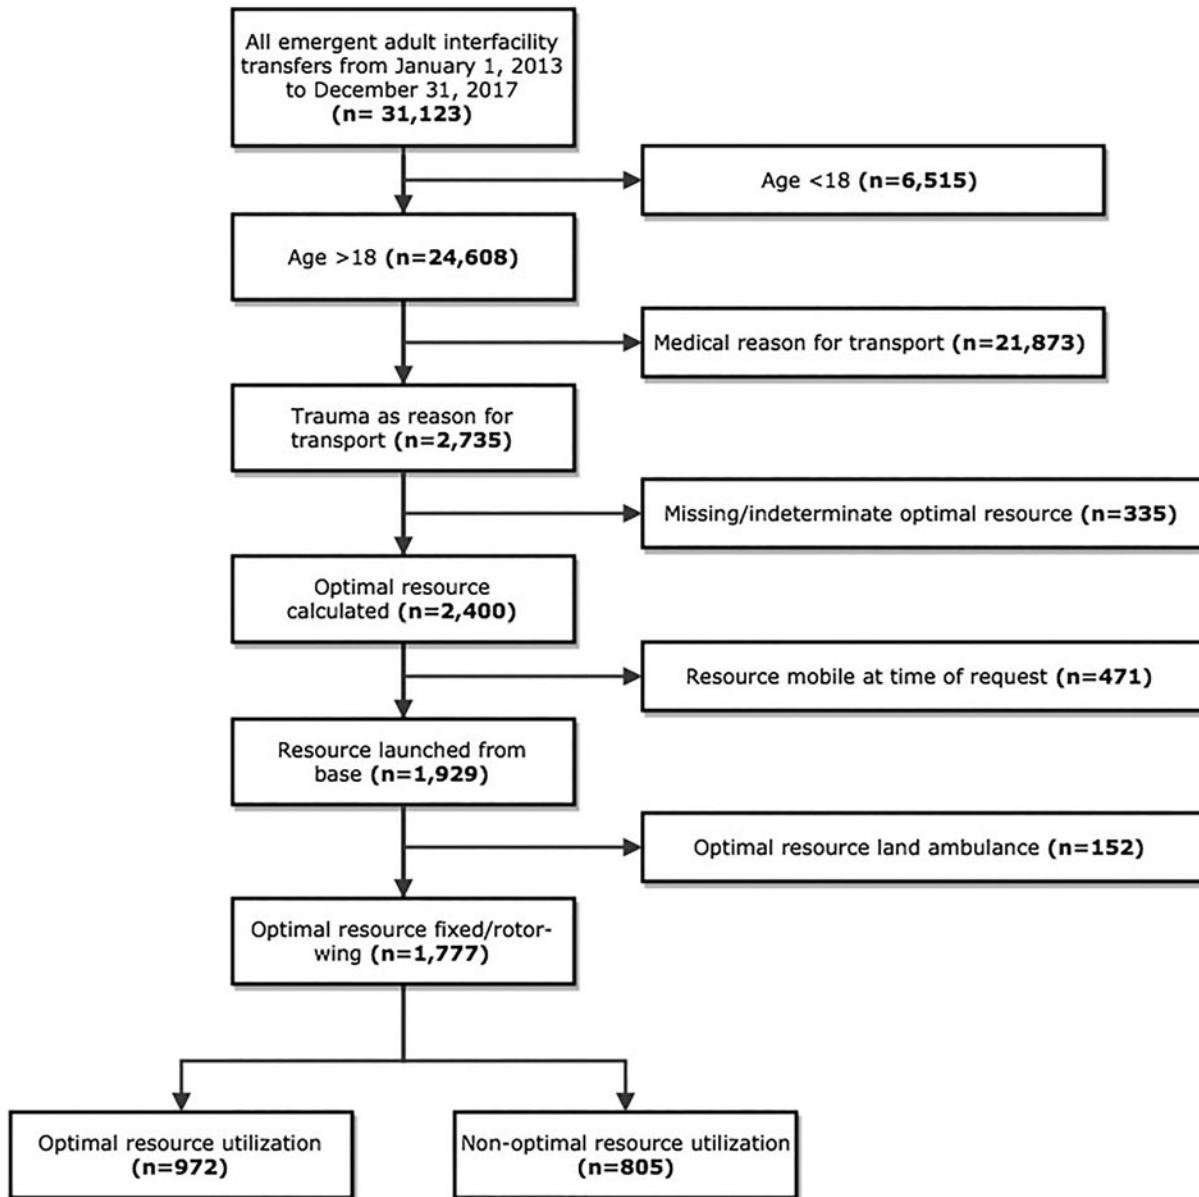 All emergent adult interfacility
transfers from January 1, 2013
to December 31, 2017
(n= 31,123)
Age <18 (n=6,515)
Age >18 (n=24,608)
Medical reason for transport (n=21,873)
Trauma as reason for
transport (n=2,735)
Missing/indeterminate optimal resource (n=335)
Optimal resource
calculated (n=2,400)
Resource mobile at time of request (n=471)
Resource launched from
base (n=1,929)
Optimal resource land ambulance (n=152)
Optimal resource fixed/rotor-
wing (n=1,777)
Optimal resource utilization
(n=972)
Non-optimal resource utilization
(n=805)